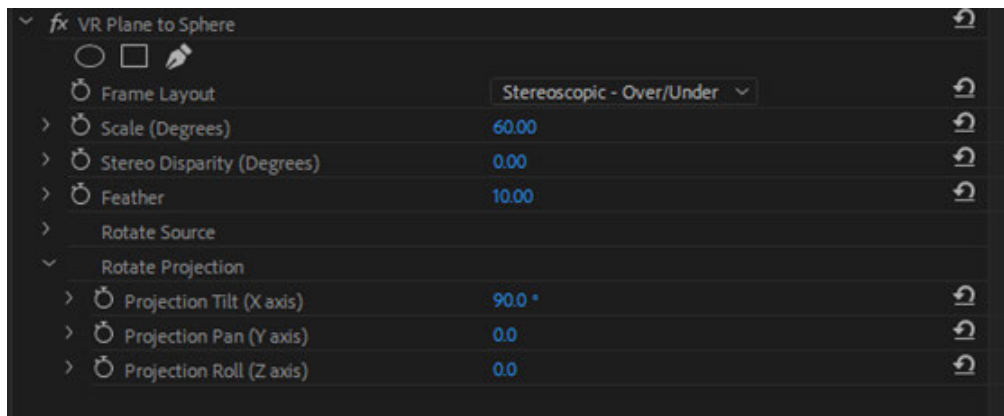 fx VR Plane to Sphere
Frame Layout Stereoscopic - Over/Under
Scale (Degrees) 60.00
Stereo Disparity (Degrees) 0.00
Feather 10.00
Rotate Source
Rotate Projection
Projection Tilt (X axis) 90.0 °
Projection Pan (Y axis) 0.0
Projection Roll (Z axis) 0.0